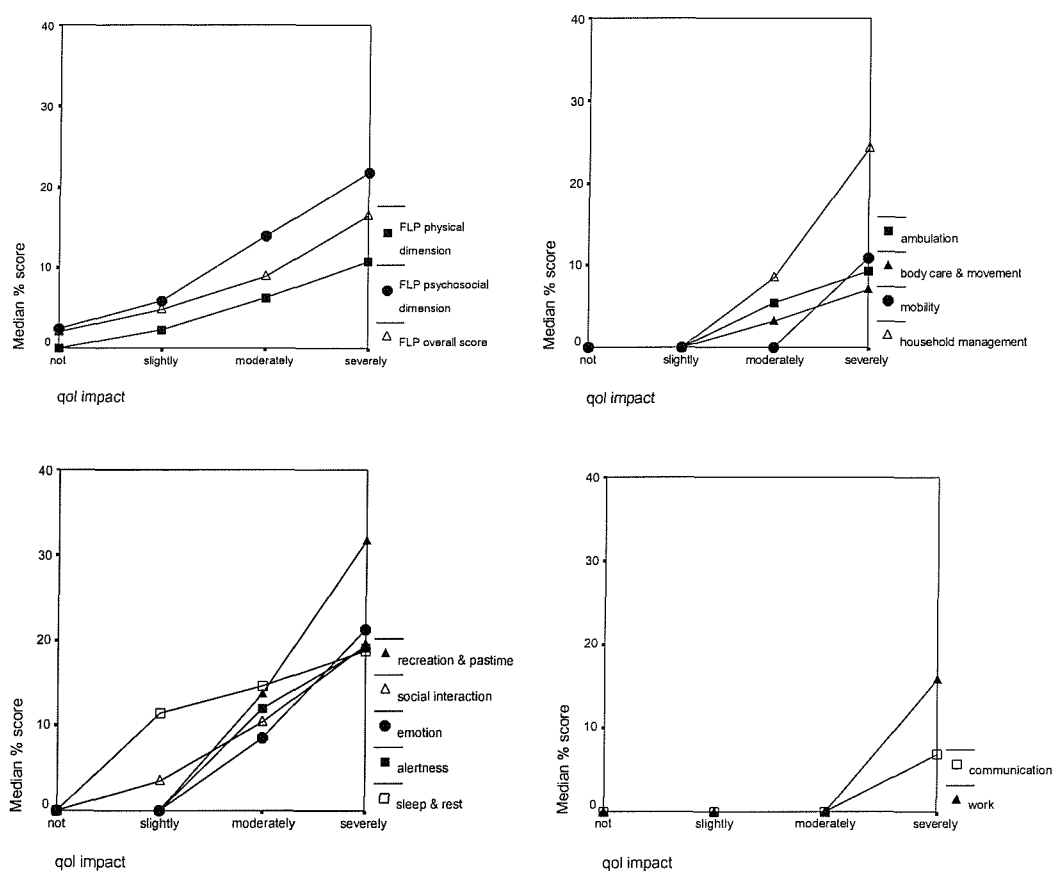 40
30
20
10
0
Median % score
not
slightly
moderately
severely
qol impact
FLP physical
dimension
FLP psychosocial
dimension
FLP overall score
40
30
20
10
0
Median % score
not
slightly
moderately
severely
qol impact
ambulation
body care & movement
mobility
household management
40
30
20
10
0
Median % score
not
slightly
moderately
severely
qol impact
recreation & pastime
social interaction
emotion
alertness
sleep & rest
40
30
20
10
0
Median % score
not
slightly
moderately
severely
qol impact
communication
work